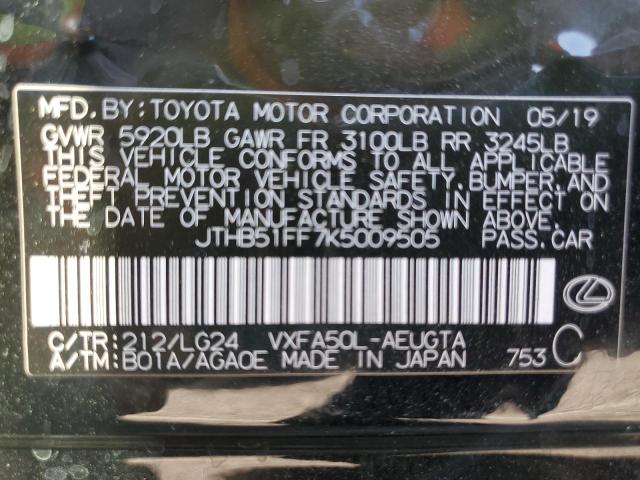 MFD. BY: TOYOTA MOTOR CORPORATION 05/19
GVWR 5920LB GAWR FR 3100LB RR 3245LB
THIS VEHICLE CONFORMS TO ALL APPLICABLE
FEDERAL MOTOR VEHICLE SAFETY, BUMPER, AND
THEFT PREVENTION STANDARDS IN EFFECT ON
THE DATE OF MANUFACTURE SHOWN ABOVE.
JTHB51FF7K5009505 PASS.CAR
C/TR: 212/LG24 VXFA50L-AEUGTA
A/TM: B01A/AGA0E MADE IN JAPAN 753 C